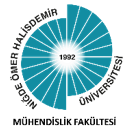 NİĞDE ÖMER HALİSDEMİR
ÜNİVERSİTESİ
1992
MÜHENDİSLİK FAKÜLTESİ